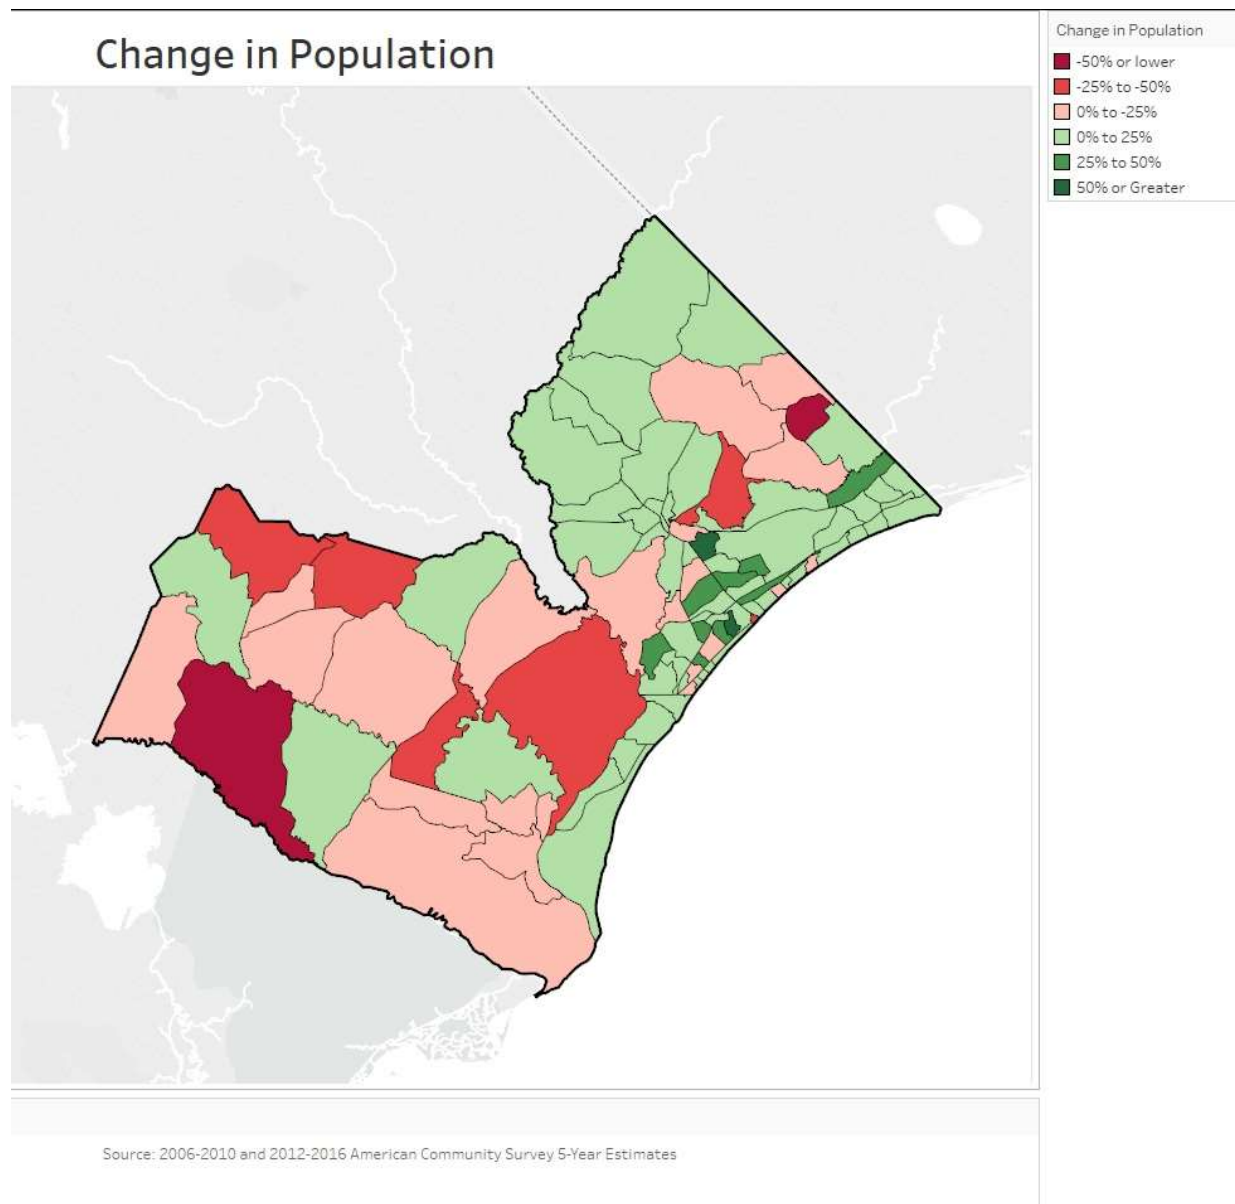 Change in Population
Change in Population
-50% or lower
-25% to -50%
0% to -25%
0% to 25%
25% to 50%
50% or Greater
Source: 2006-2010 and 2012-2016 American Community Survey 5-Year Estimates